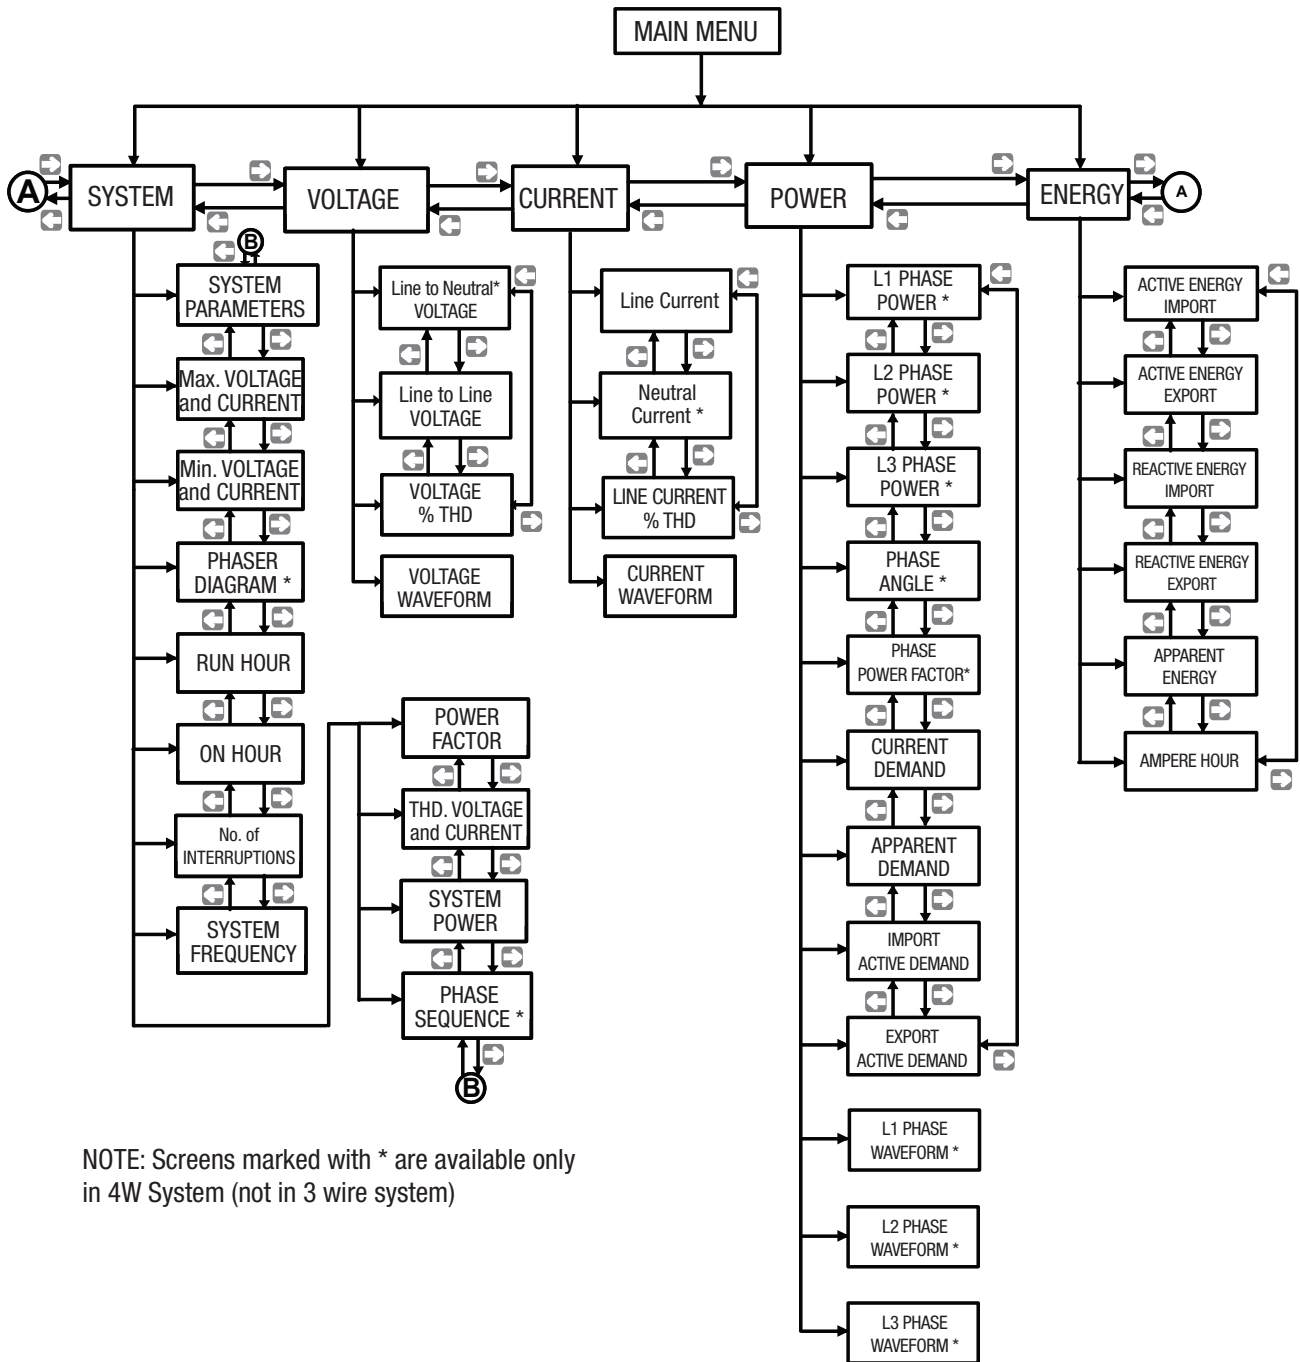 MAIN MENU
A
SYSTEM
VOLTAGE
CURRENT
POWER
ENERGY
A
B
SYSTEM
PARAMETERS
Max. VOLTAGE
and CURRENT
Min. VOLTAGE
and CURRENT
PHASER
DIAGRAM *
RUN HOUR
ON HOUR
No. of
INTERRUPTIONS
SYSTEM
FREQUENCY
POWER
FACTOR
THD. VOLTAGE
and CURRENT
SYSTEM
POWER
PHASE
SEQUENCE *
B
Line to Neutral*
VOLTAGE
Line to Line
VOLTAGE
VOLTAGE
% THD
VOLTAGE
WAVEFORM
Line Current
Neutral
Current *
LINE CURRENT
% THD
CURRENT
WAVEFORM
L1 PHASE
POWER *
L2 PHASE
POWER *
L3 PHASE
POWER *
PHASE
ANGLE *
PHASE
POWER FACTOR*
CURRENT
DEMAND
APPARENT
DEMAND
IMPORT
ACTIVE DEMAND
EXPORT
ACTIVE DEMAND
L1 PHASE
WAVEFORM *
L2 PHASE
WAVEFORM *
L3 PHASE
WAVEFORM *
ACTIVE ENERGY
IMPORT
ACTIVE ENERGY
EXPORT
REACTIVE ENERGY
IMPORT
REACTIVE ENERGY
EXPORT
APPARENT
ENERGY
AMPERE HOUR
NOTE: Screens marked with * are available only
in 4W System (not in 3 wire system)